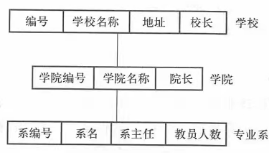 编号 学校名称 地址 校长 学校
学院编号 学院名称 院长 学院
系编号 系名 系主任 教员人数 专业系